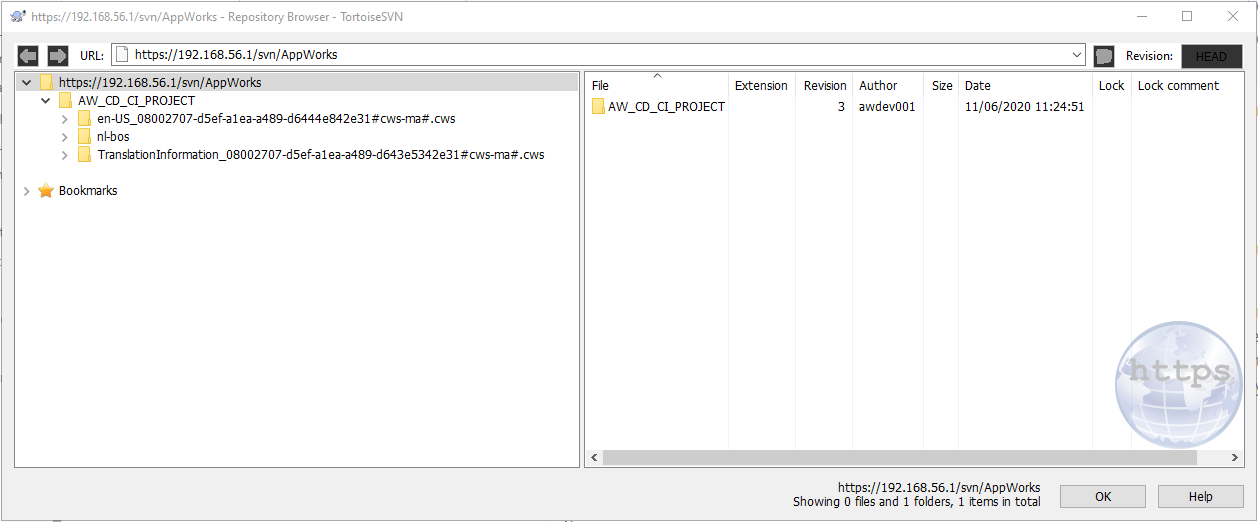 https://192.168.56.1/svn/AppWorks - Repository Browser - TortoiseSVN
URL: https://192.168.56.1/svn/AppWorks Revision: HEAD
https://192.168.56.1/svn/AppWorks
AW_CD_CI_PROJECT
en-US_08002707-d5ef-a1ea-a489-d6444e842e31#cws-ma#.cws
nl-bos
TranslationInformation_08002707-d5ef-a1ea-a489-d643e5342e31#cws-ma#.cws
Bookmarks
File Extension Revision Author Size Date Lock Lock comment
AW_CD_CI_PROJECT 3 awdev001 11/06/2020 11:24:51
https
https://192.168.56.1/svn/AppWorks
Showing 0 files and 1 folders, 1 items in total
OK Help